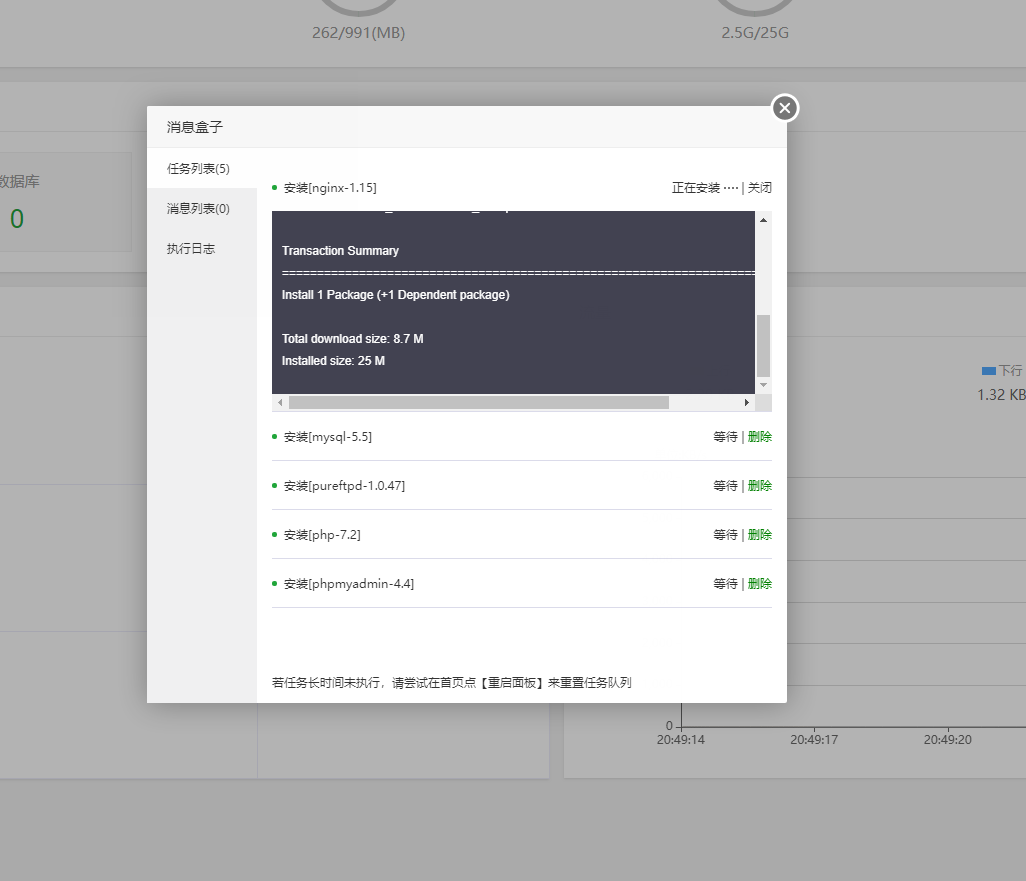 262/991(MB)
2.5G/25G
消息盒子
任务列表(5)
消息列表(0)
执行日志
数据库
0
安装[nginx-1.15]
正在安装 ···· | 关闭
Transaction Summary
================================================================================
Install 1 Package (+1 Dependent package)
Total download size: 8.7 M
Installed size: 25 M
安装[mysql-5.5]
等待 | 删除
安装[pureftpd-1.0.47]
等待 | 删除
安装[php-7.2]
等待 | 删除
安装[phpmyadmin-4.4]
等待 | 删除
若任务长时间未执行，请尝试在首页点【重启面板】来重置任务队列
下行
1.32 KB
0
20:49:14
20:49:17
20:49:20